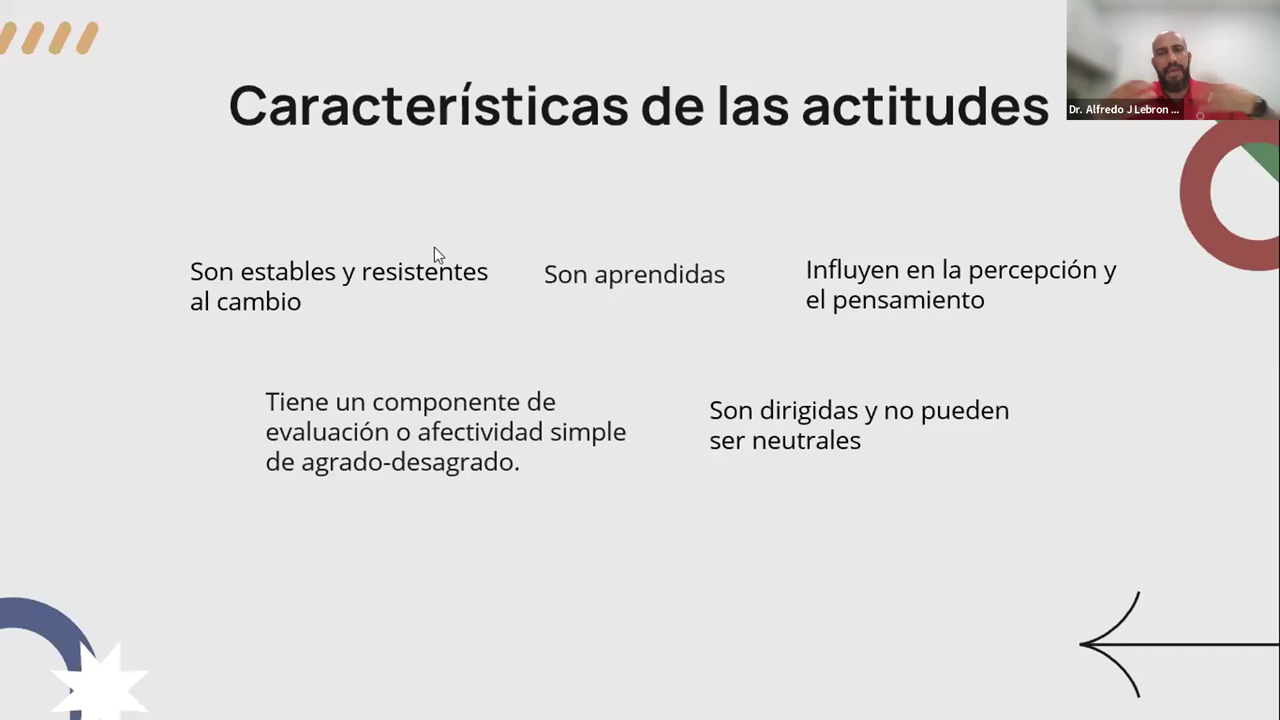 Características de las actitudes
Dr. Alfredo J Lebron ...
Son estables y resistentes
al cambio
Son aprendidas
Influyen en la percepción y
el pensamiento
Tiene un componente de
evaluación o afectividad simple
de agrado-desagrado.
Son dirigidas y no pueden
ser neutrales